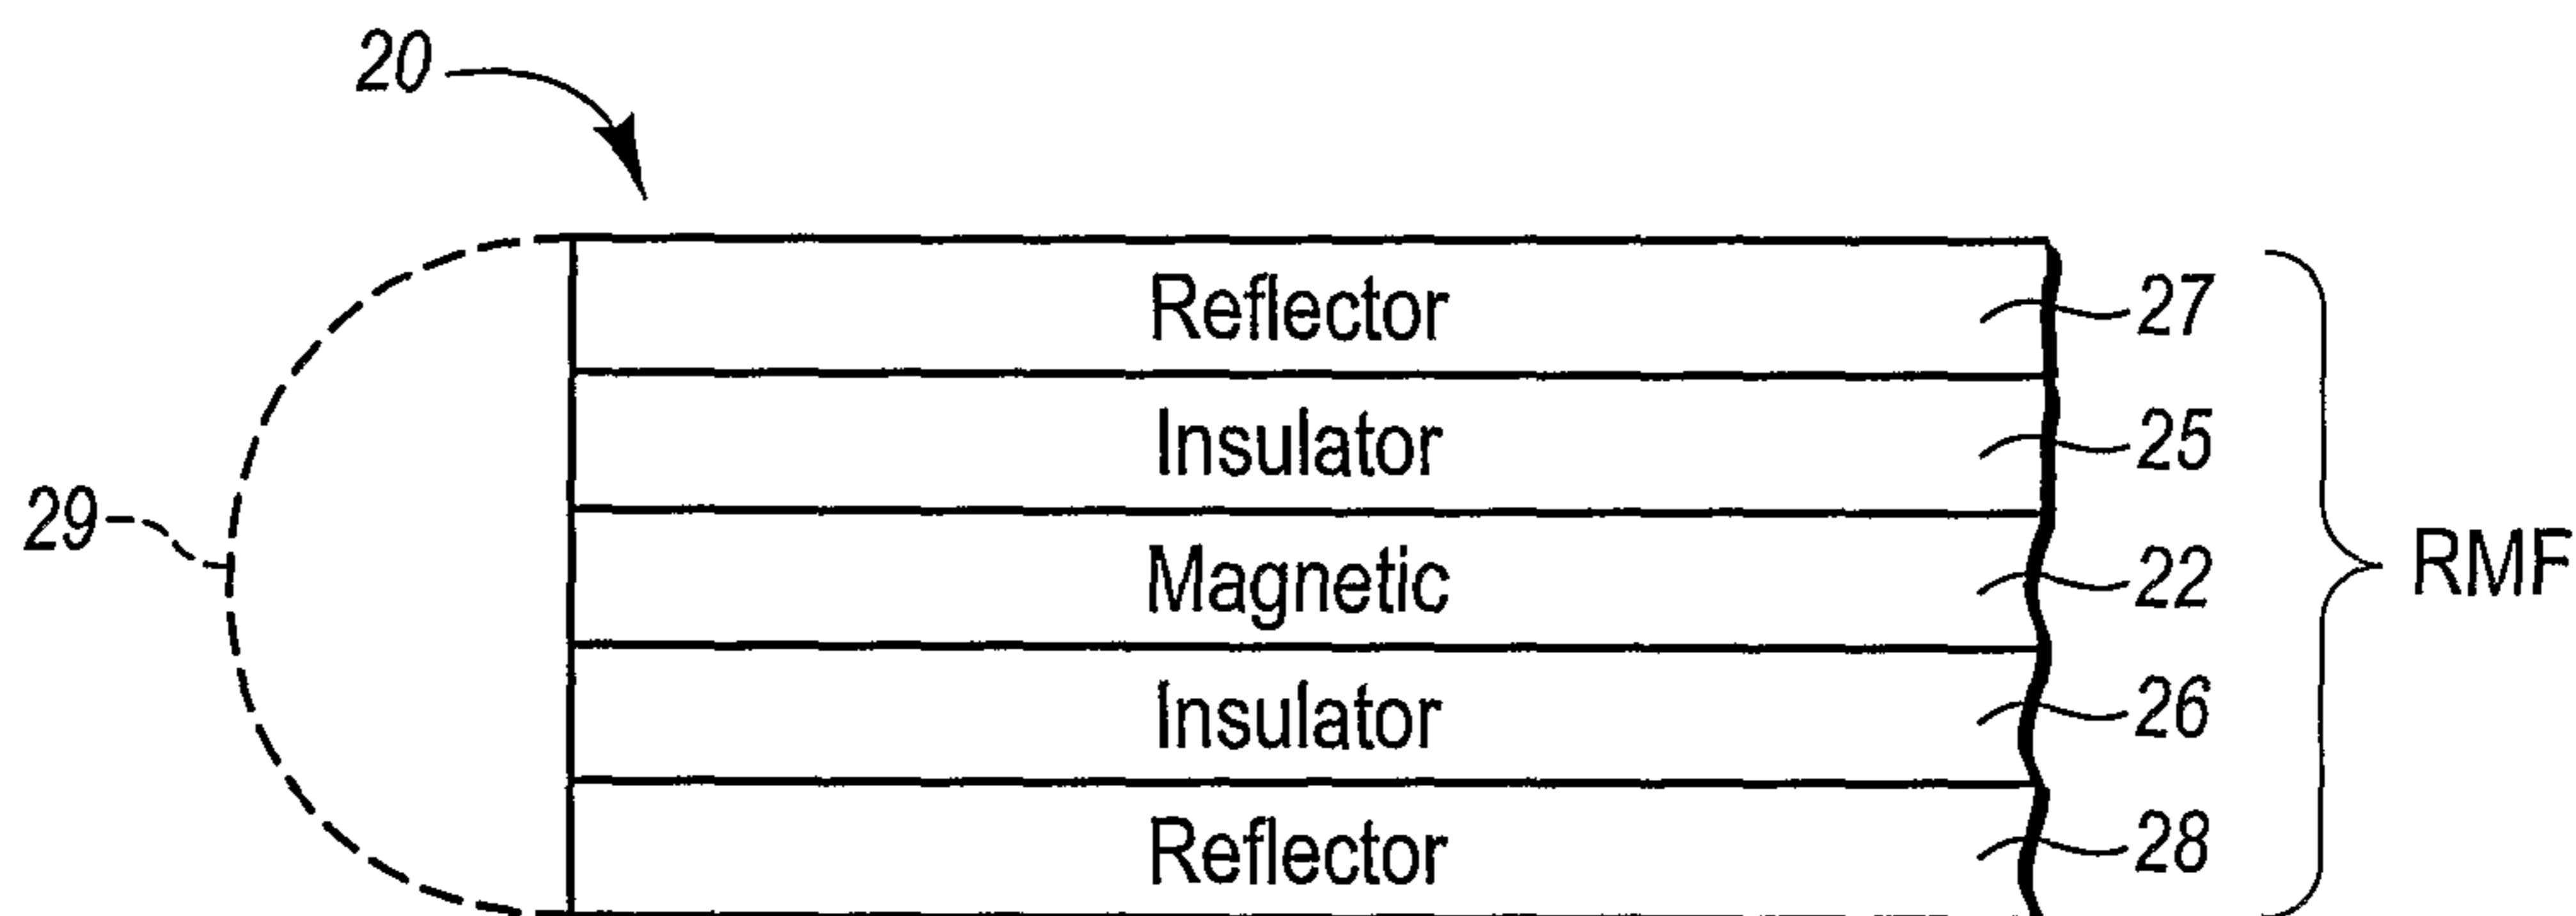 20
Reflector 27
Insulator 25
29 Magnetic 22 RMF
Insulator 26
Reflector 28